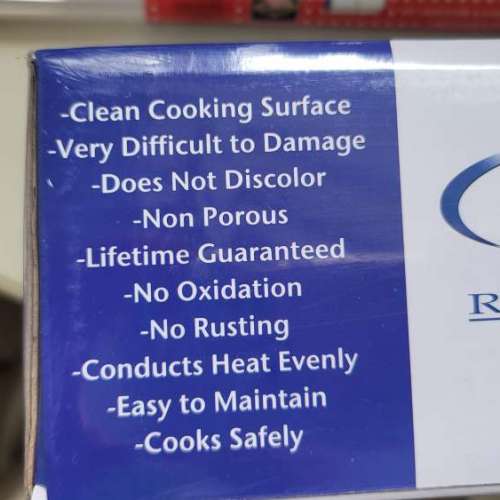 -Clean Cooking Surface
-Very Difficult to Damage
-Does Not Discolor
-Non Porous
-Lifetime Guaranteed
-No Oxidation
-No Rusting
-Conducts Heat Evenly
-Easy to Maintain
-Cooks Safely